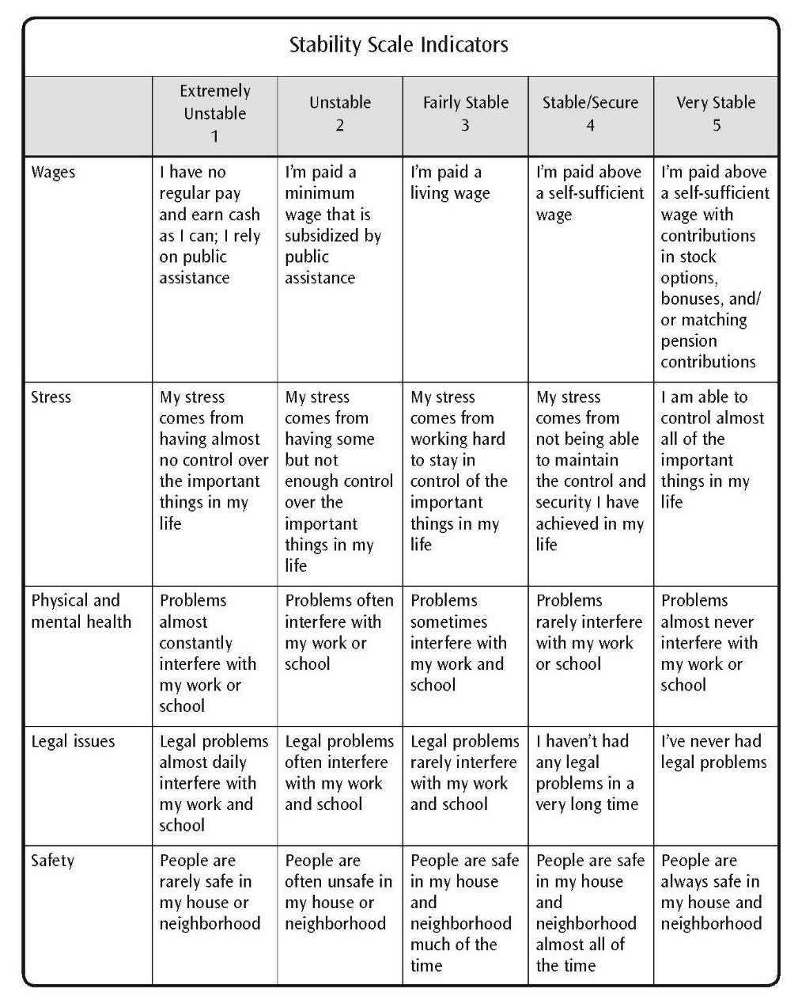 Stability Scale Indicators
Extremely
Unstable
1
Unstable
2
Fairly Stable
3
Stable/Secure
4
Very Stable
5
Wages
I have no
regular pay
and earn cash
as I can; I rely
on public
assistance
I'm paid a
minimum
wage that is
subsidized by
public
assistance
I'm paid a
living wage
I'm paid above
a self-sufficient
wage
I'm paid above
a self-sufficient
wage with
contributions
in stock
options,
bonuses, and/
or matching
pension
contributions
Stress
My stress
comes from
having almost
no control over
the important
things in my
life
My stress
comes from
having some
but not
enough control
over the
important
things in my
life
My stress
comes from
working hard
to stay in
control of the
important
things in my
life
My stress
comes from
not being able
to maintain
the control and
security I have
achieved in my
life
I am able to
control almost
all of the
important
things in my
life
Physical and
mental health
Problems
almost
constantly
interfere with
my work or
school
Problems often
interfere with
my work or
school
Problems
sometimes
interfere with
my work and
school
Problems
rarely interfere
with my work
or school
Problems
almost never
interfere with
my work or
school
Legal issues
Legal problems
almost daily
interfere with
my work and
school
Legal problems
often interfere
with my work
and school
Legal problems
rarely interfere
with my work
and school
I haven't had
any legal
problems in a
very long time
I've never had
legal problems
Safety
People are
rarely safe in
my house or
neighborhood
People are
often unsafe in
my house or
neighborhood
People are safe
in my house
and
neighborhood
much of the
time
People are safe
in my house
and
neighborhood
almost all of
the time
People are
always safe in
my house and
neighborhood